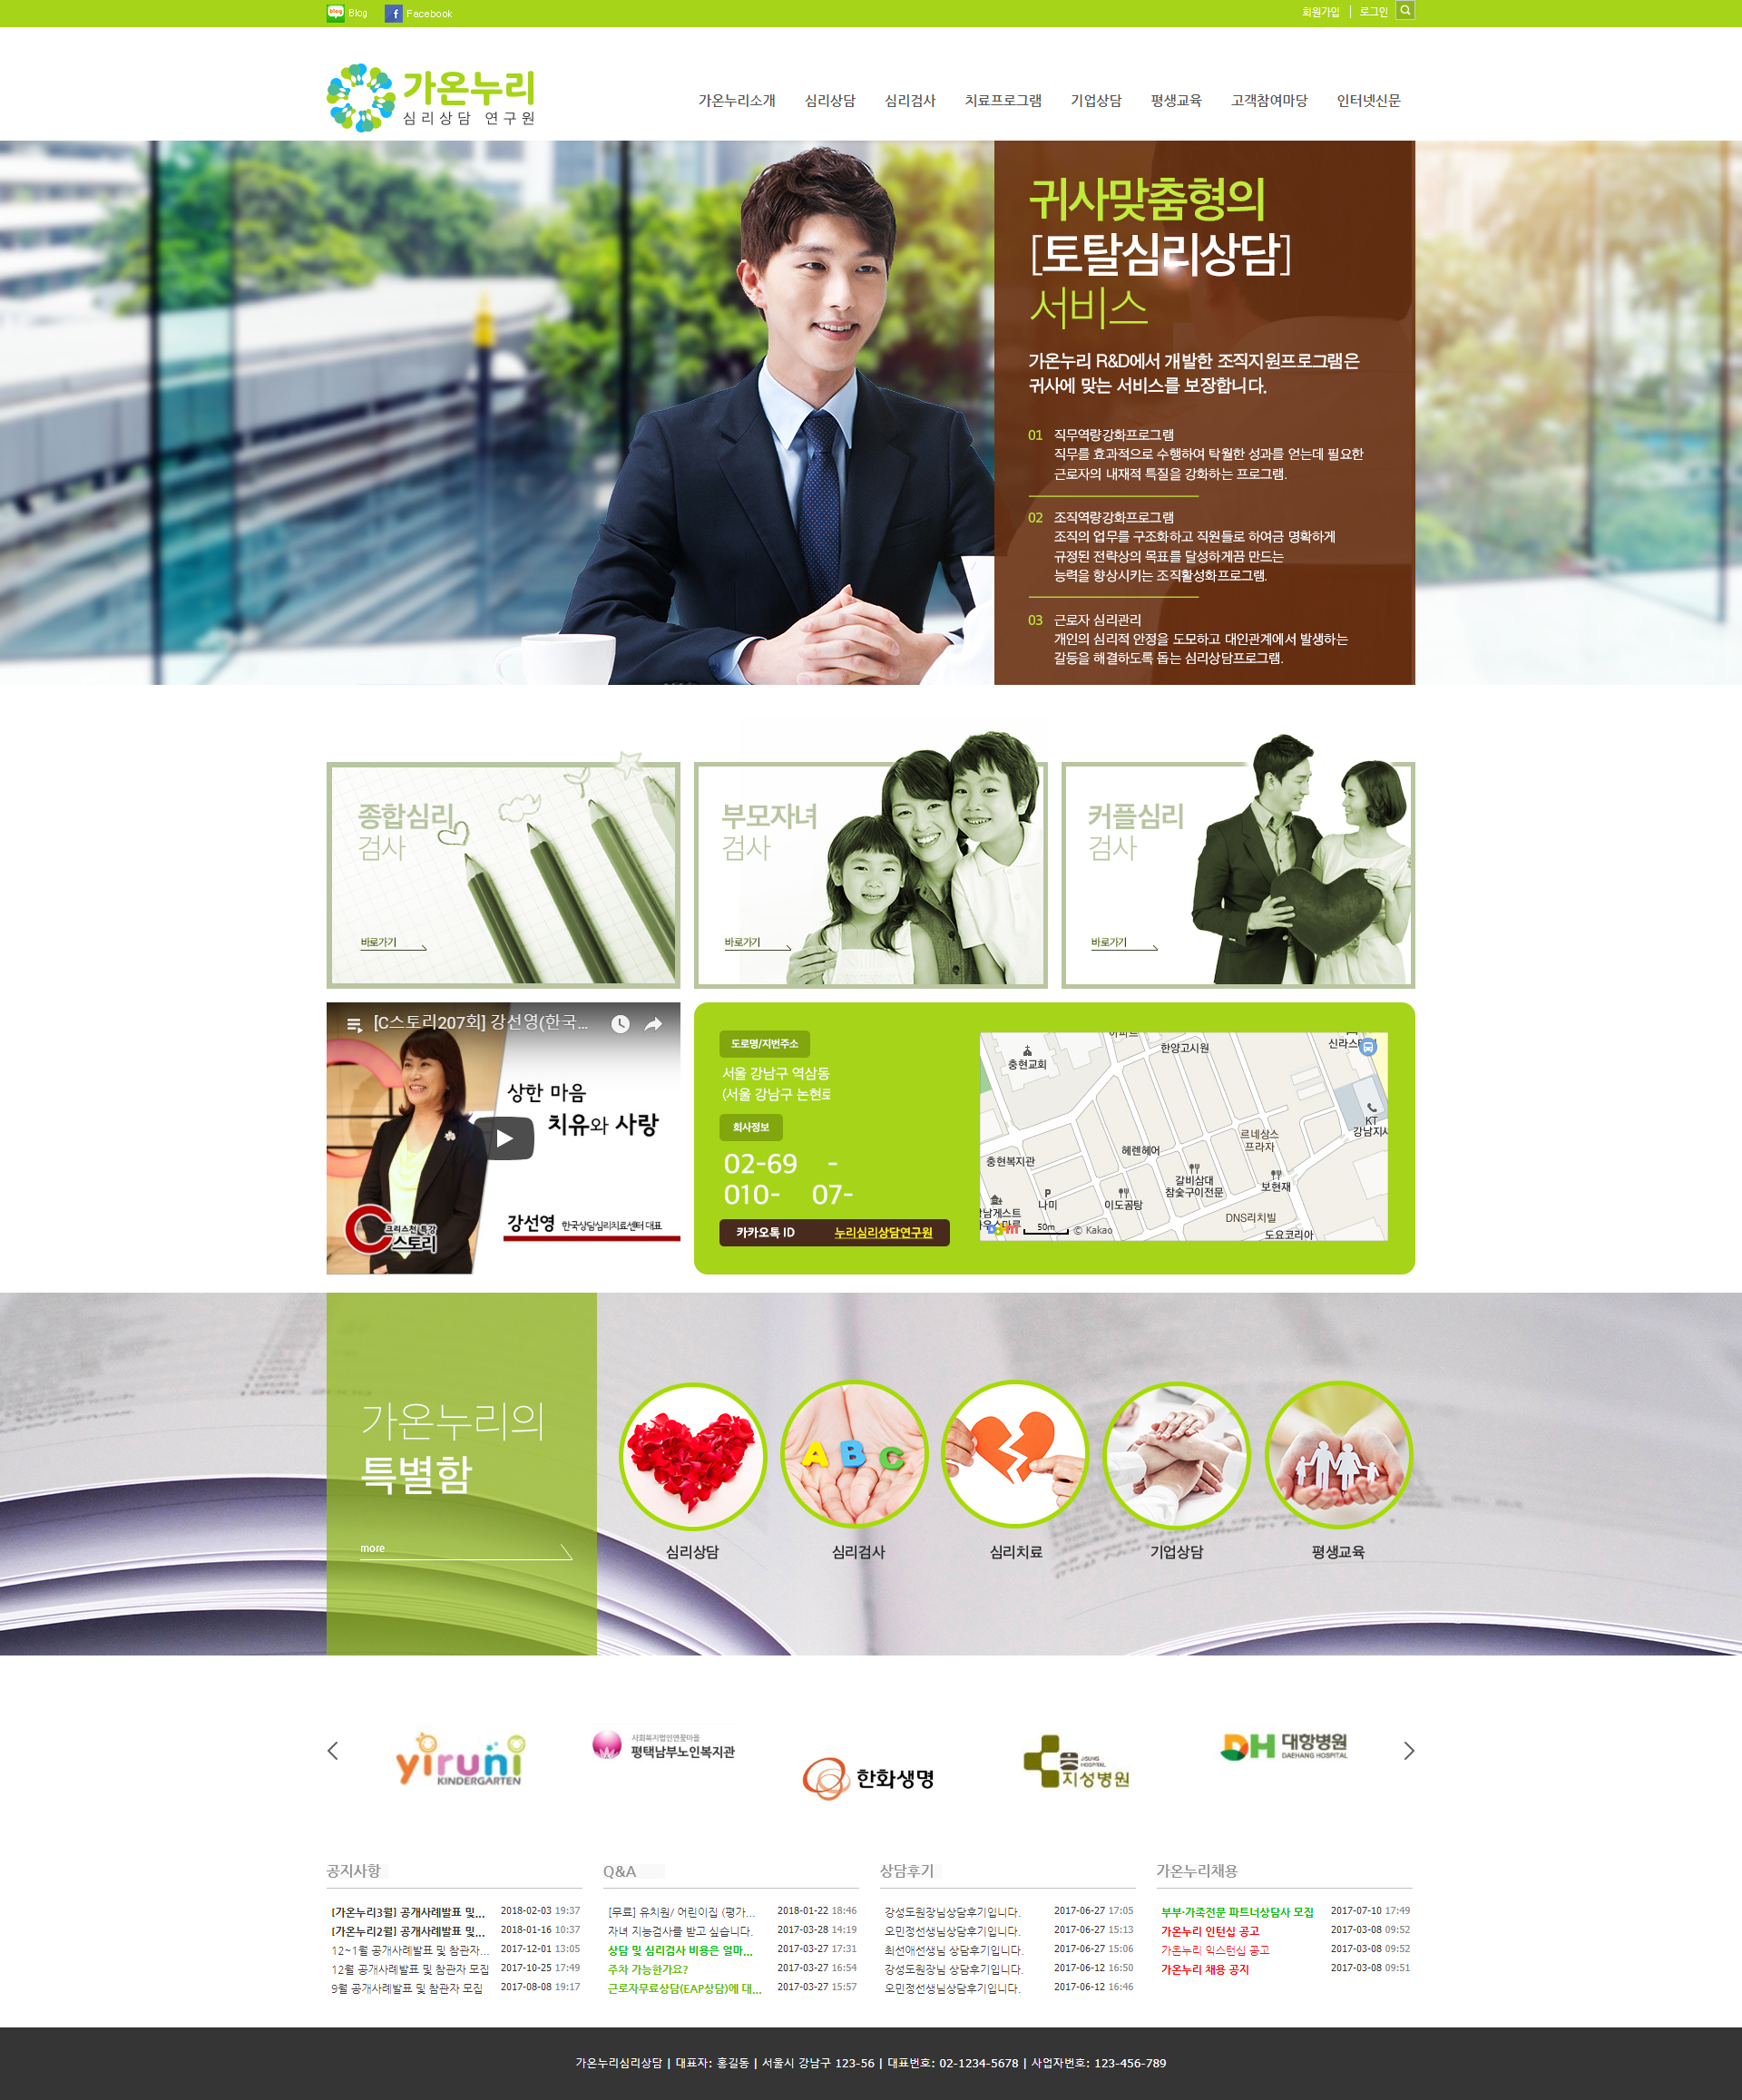 Blog
Facebook
회원가입
로그인
가온누리
심리상담 연구원
가온누리소개
심리상담
심리검사
치료프로그램
기업상담
평생교육
고객참여마당
인터넷신문
귀사맞춤형의
[토탈심리상담]
서비스
가온누리 R&D에서 개발한 조직지원프로그램은
귀사에 맞는 서비스를 보장합니다.
01 직무역량강화프로그램
직무를 효과적으로 수행하여 탁월한 성과를 얻는데 필요한
근로자의 내재적 특질을 강화하는 프로그램.
02 조직역량강화프로그램
조직의 업무를 구조화하고 직원들로 하여금 명확하게
규정된 전략상의 목표를 달성하게끔 만드는
능력을 향상시키는 조직활성화프로그램.
03 근로자 심리관리
개인의 심리적 안정을 도모하고 대인관계에서 발생하는
갈등을 해결하도록 돕는 심리상담프로그램.
종합심리
검사
바로가기
부모자녀
검사
바로가기
커플심리
검사
바로가기
[C스토리207회] 강선영(한국...
상한 마음
치유와 사랑
크리스천 특강
C스토리
강선영 한국상담심리치료센터 대표
도로명/지번주소
서울 강남구 역삼동
(서울 강남구 논현로
회사정보
02-69 -
010- 07-
카카오톡 ID 누리심리상담연구원
한양고시원
충현교회
KT
르네상스
프라자
헤렌헤어
충현복지관
갈비삼대
참숯구이전문
보현재
나미
이도곰탕
DNS리치빌
50m
© Kakao
도요코리아
가온누리의
특별함
more
A B C
심리상담
심리검사
심리치료
기업상담
평생교육
yiruni
KINDERGARTEN
사회복지법인연꽃마을
평택남부노인복지관
한화생명
JISUNG
HOSPITAL
지성병원
DH 대항병원
DAEHANG HOSPITAL
공지사항
[가온누리3월] 공개사례발표 및... 2018-02-03 19:37
[가온누리2월] 공개사례발표 및... 2018-01-16 10:37
12~1월 공개사례발표 및 참관자... 2017-12-01 13:05
12월 공개사례발표 및 참관자 모집 2017-10-25 17:49
9월 공개사례발표 및 참관자 모집 2017-08-08 19:17
Q&A
[무료] 유치원/ 어린이집 (평가... 2018-01-22 18:46
자녀 지능검사를 받고 싶습니다. 2017-03-28 14:19
상담 및 심리검사 비용은 얼마... 2017-03-27 17:31
주차 가능한가요? 2017-03-27 16:54
근로자무료상담(EAP상담)에 대... 2017-03-27 15:57
상담후기
강성도원장님상담후기입니다. 2017-06-27 17:05
오민정선생님상담후기입니다. 2017-06-27 15:13
최선애선생님 상담후기입니다. 2017-06-27 15:06
강성도원장님 상담후기입니다. 2017-06-12 16:50
오민정선생님상담후기입니다. 2017-06-12 16:46
가온누리채용
부부·가족전문 파트너상담사 모집 2017-07-10 17:49
가온누리 인턴십 공고 2017-03-08 09:52
가온누리 익스턴십 공고 2017-03-08 09:52
가온누리 채용 공지 2017-03-08 09:51
가온누리심리상담 | 대표자: 홍길동 | 서울시 강남구 123-56 | 대표번호: 02-1234-5678 | 사업자번호: 123-456-789